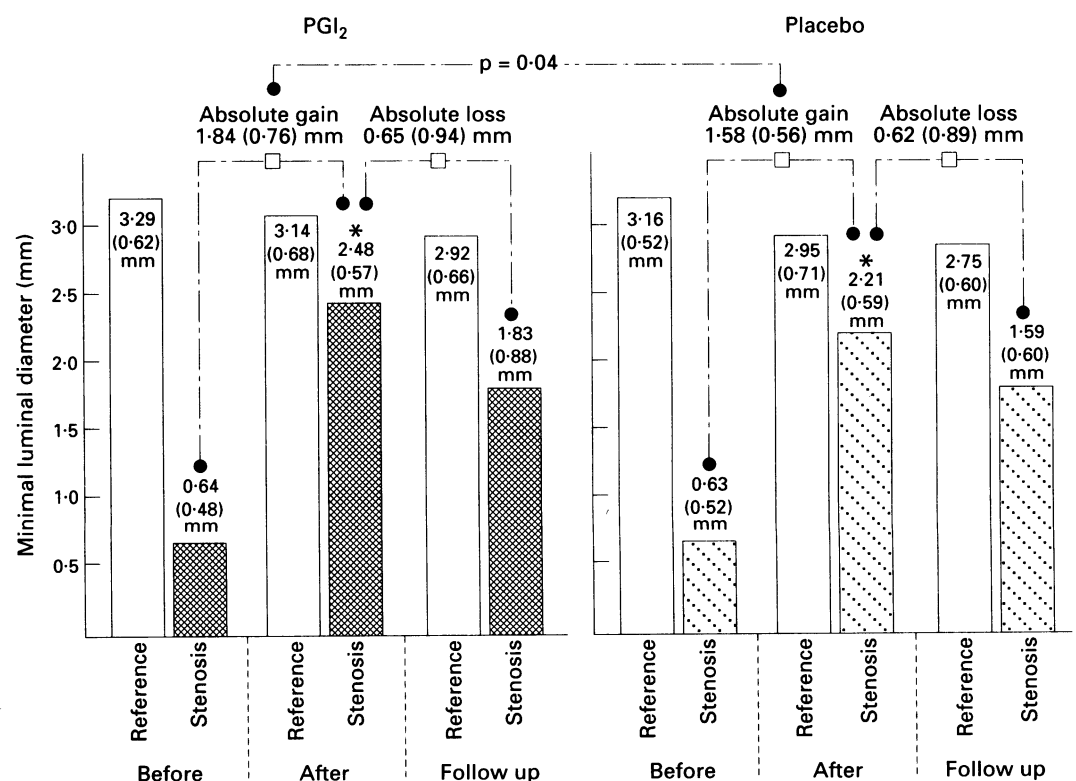 PGI₂
Placebo
p = 0·04
Absolute gain
1·84 (0·76) mm
Absolute loss
0·65 (0·94) mm
Absolute gain
1·58 (0·56) mm
Absolute loss
0·62 (0·89) mm
Minimal luminal diameter (mm)
3·0
2·5
2·0
1·5
1·0
0·5
3·29
(0·62)
mm
0·64
(0·48)
mm
3·14
(0·68)
mm
*
2·48
(0·57)
mm
2·92
(0·66)
mm
1·83
(0·88)
mm
3·16
(0·52)
mm
0·63
(0·52)
mm
2·95
(0·71)
mm
*
2·21
(0·59)
mm
2·75
(0·60)
mm
1·59
(0·60)
mm
Reference
Stenosis
Reference
Stenosis
Reference
Stenosis
Reference
Stenosis
Reference
Stenosis
Reference
Stenosis
Before
After
Follow up
Before
After
Follow up